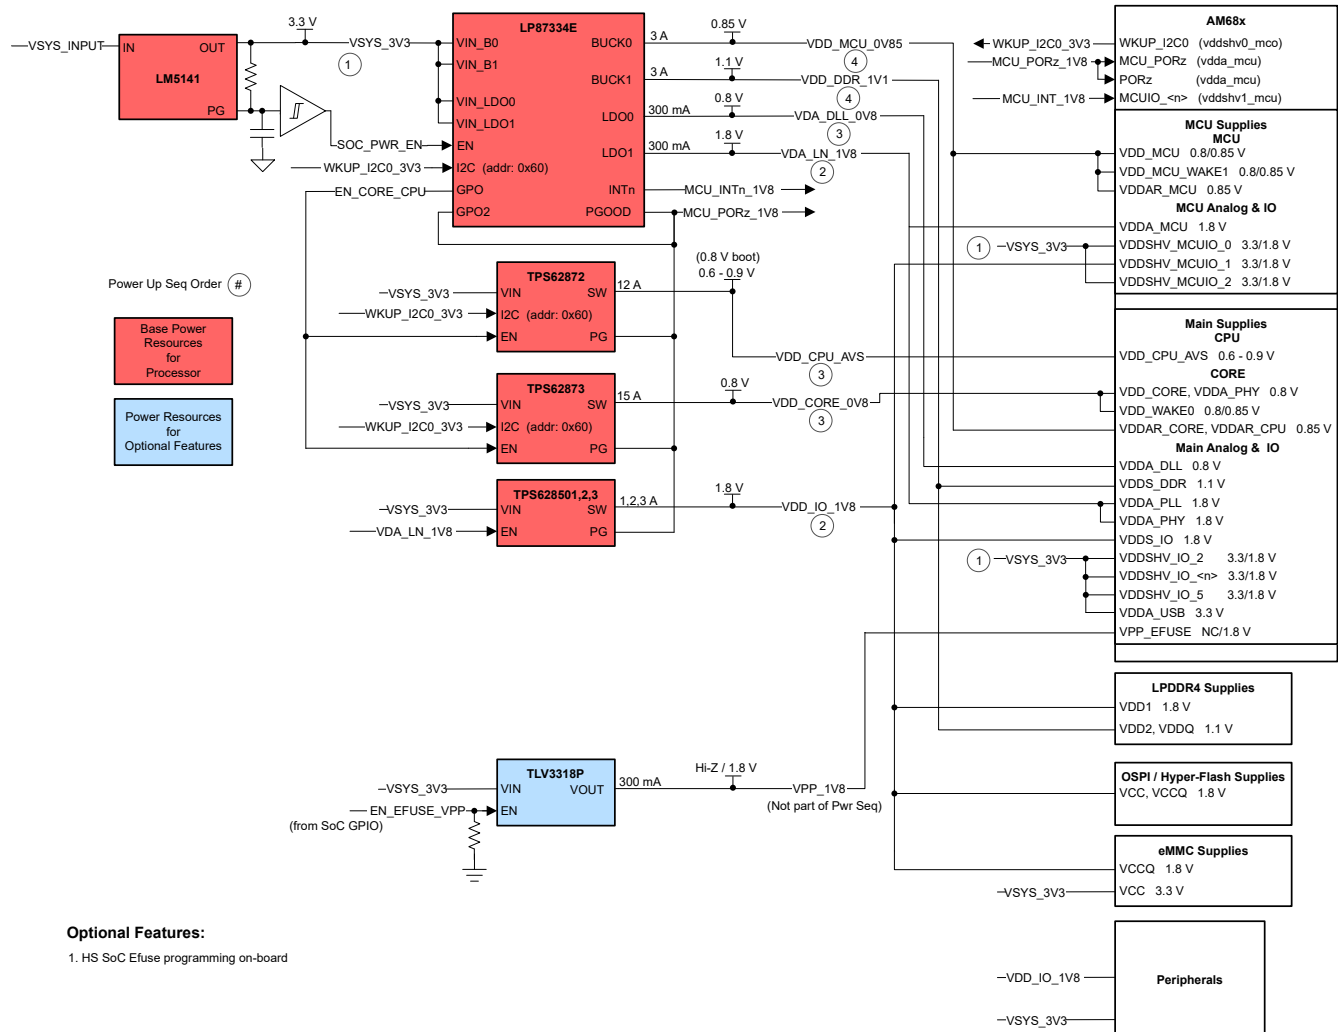 VSYS_INPUT
IN
OUT
LM5141
PG
3.3 V
VSYS_3V3
1
SOC_PWR_EN
WKUP_I2C0_3V3
EN_CORE_CPU
LP87334E
VIN_B0
VIN_B1
VIN_LDO0
VIN_LDO1
EN
I2C (addr: 0x60)
GPO
GPO2
BUCK0
BUCK1
LDO0
LDO1
INTn
PGOOD
3 A
0.85 V
VDD_MCU_0V85
4
3 A
1.1 V
VDD_DDR_1V1
4
300 mA
0.8 V
VDA_DLL_0V8
3
300 mA
1.8 V
VDA_LN_1V8
2
MCU_INTn_1V8
MCU_PORz_1V8
Power Up Seq Order #
Base Power
Resources
for
Processor
Power Resources
for
Optional Features
TPS62872
VSYS_3V3
VIN
SW
12 A
WKUP_I2C0_3V3
I2C (addr: 0x60)
EN
PG
(0.8 V boot)
0.6 - 0.9 V
VDD_CPU_AVS
3
TPS62873
VSYS_3V3
VIN
SW
15 A
WKUP_I2C0_3V3
I2C (addr: 0x60)
EN
PG
0.8 V
VDD_CORE_0V8
3
TPS628501,2,3
VSYS_3V3
VIN
SW
1,2,3 A
VDA_LN_1V8
EN
PG
1.8 V
VDD_IO_1V8
2
TLV3318P
VSYS_3V3
VIN
VOUT
300 mA
EN_EFUSE_VPP
EN
(from SoC GPIO)
Hi-Z / 1.8 V
VPP_1V8
(Not part of Pwr Seq)
AM68x
WKUP_I2C0_3V3
WKUP_I2C0 (vddshv0_mco)
MCU_PORz_1V8
MCU_PORz (vdda_mcu)
PORz (vdda_mcu)
MCU_INT_1V8
MCUIO_<n> (vddshv1_mcu)
MCU Supplies
MCU
VDD_MCU 0.8/0.85 V
VDD_MCU_WAKE1 0.8/0.85 V
VDDAR_MCU 0.85 V
MCU Analog & IO
VDDA_MCU 1.8 V
1
VSYS_3V3
VDDSHV_MCUIO_0 3.3/1.8 V
VDDSHV_MCUIO_1 3.3/1.8 V
VDDSHV_MCUIO_2 3.3/1.8 V
Main Supplies
CPU
VDD_CPU_AVS 0.6 - 0.9 V
CORE
VDD_CORE, VDDA_PHY 0.8 V
VDD_WAKE0 0.8/0.85 V
VDDAR_CORE, VDDAR_CPU 0.85 V
Main Analog & IO
VDDA_DLL 0.8 V
VDDS_DDR 1.1 V
VDDA_PLL 1.8 V
VDDA_PHY 1.8 V
VDDS_IO 1.8 V
1
VSYS_3V3
VDDSHV_IO_2 3.3/1.8 V
VDDSHV_IO_<n> 3.3/1.8 V
VDDSHV_IO_5 3.3/1.8 V
VDDA_USB 3.3 V
VPP_EFUSE NC/1.8 V
LPDDR4 Supplies
VDD1 1.8 V
VDD2, VDDQ 1.1 V
OSPI / Hyper-Flash Supplies
VCC, VCCQ 1.8 V
eMMC Supplies
VCCQ 1.8 V
VSYS_3V3
VCC 3.3 V
Optional Features:
1. HS SoC Efuse programming on-board
VDD_IO_1V8
Peripherals
VSYS_3V3